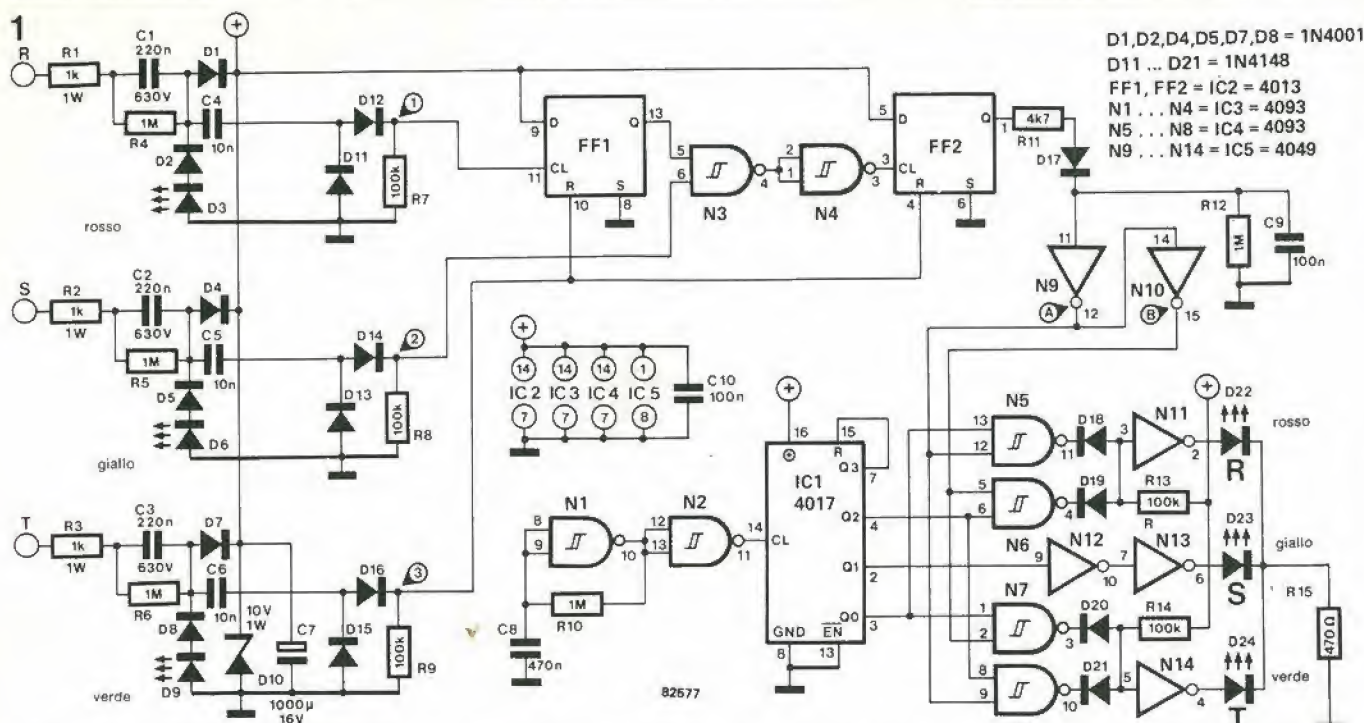 1
R
R1
1k
1W
C1
220n
630V
D1
+
R4
1M
C4
10n
D2
D3
D12
1
D11
R7
100k
rosso
D
9
Q
13
FF1
CL
11
R
10
S
8
5
6
4
N3
2
1
3
N4
5
D
Q
1
FF2
3
CL
R
4
S
6
4k7
R11
D17
D1,D2,D4,D5,D7,D8 = 1N4001
D11 ... D21 = 1N4148
FF1, FF2 = IC2 = 4013
N1 ... N4 = IC3 = 4093
N5 ... N8 = IC4 = 4093
N9 ... N14 = IC5 = 4049
R12
1M
C9
100n
11
N9
A
12
14
N10
B
15
S
R2
1k
1W
C2
220n
630V
D4
R5
1M
C5
10n
D5
D6
D14
2
D13
R8
100k
giallo
+
14
14
14
1
IC2
IC3
IC4
IC5
7
7
7
8
C10
100n
T
R3
1k
1W
C3
220n
630V
D7
R6
1M
C6
10n
D8
D9
10V
1W
D10
C7
1000µ
16V
D16
3
D15
R9
100k
verde
N1
8
9
10
N2
12
13
11
1M
R10
C8
470n
82577
+
16
15
R
Q3
7
IC1
4017
14
CL
Q2
4
Q1
2
Q0
3
GND
8
EN
13
N5
13
12
11
D18
3
N11
2
D22
rosso
R
5
6
4
D19
R13
100k
R
+
D23
giallo
S
N6
9
N12
10
7
N13
6
N7
1
2
3
D20
R14
100k
D24
verde
T
8
9
10
D21
5
N14
4
R15
470Ω